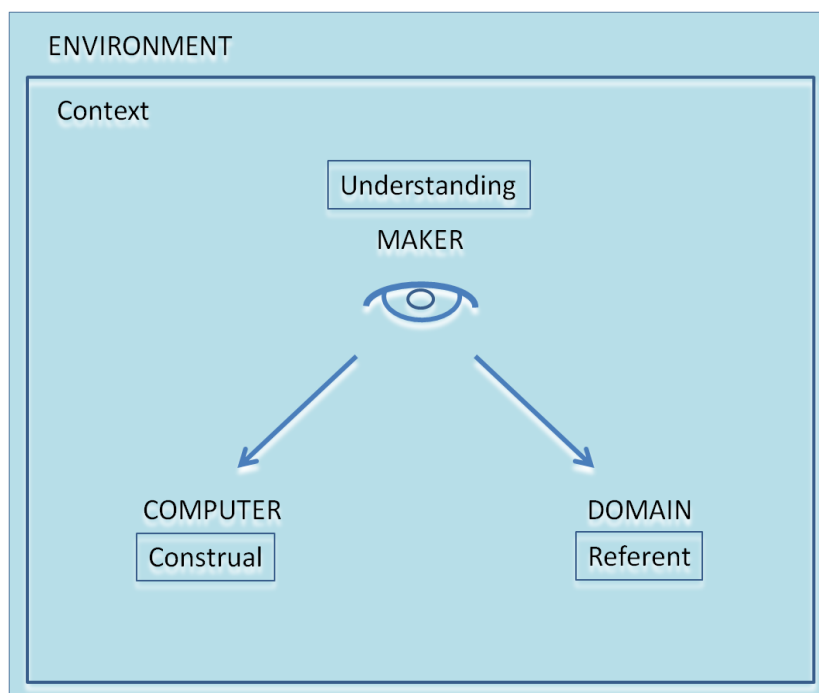 ENVIRONMENT
Context
Understanding
MAKER
COMPUTER
DOMAIN
Construal
Referent